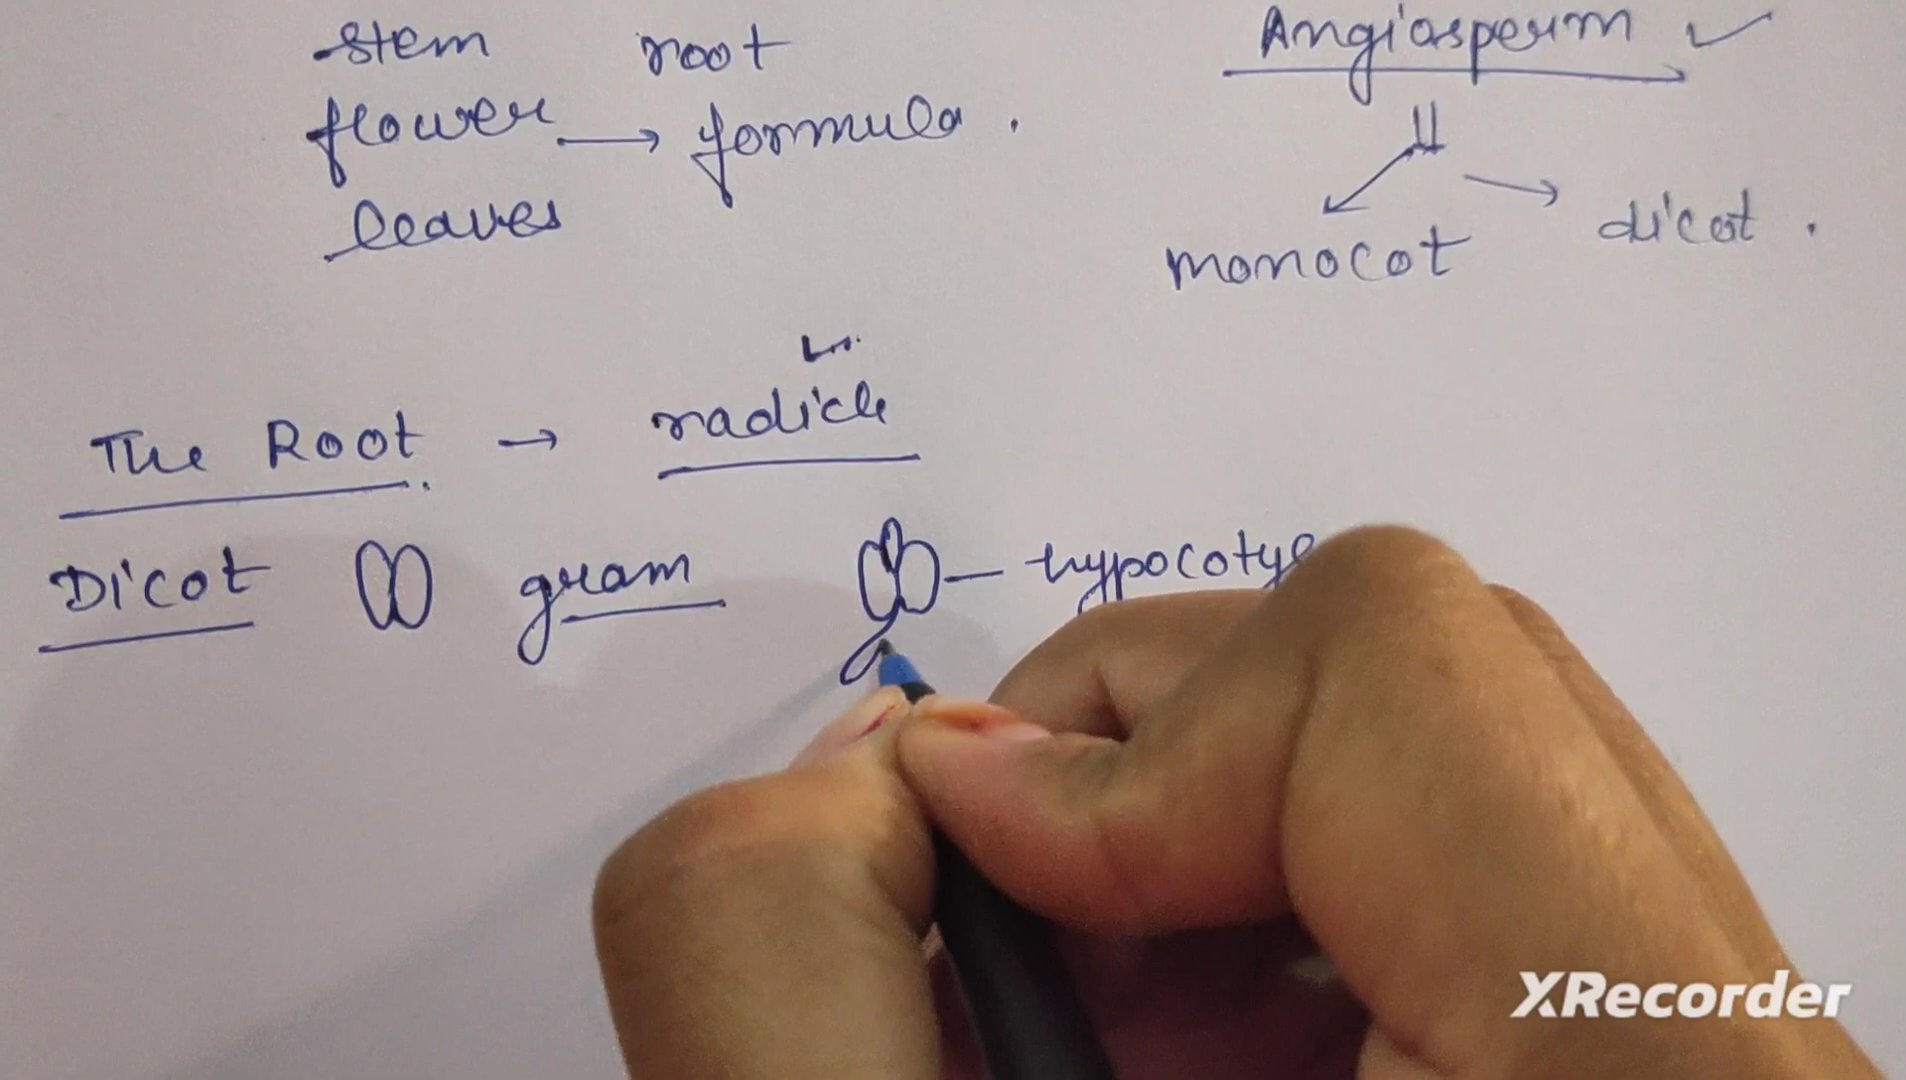 stem root
flower → formula .
leaves
Angiosperm ✓
monocot
dicot .
The Root → radicle
Dicot gram
XRecorder